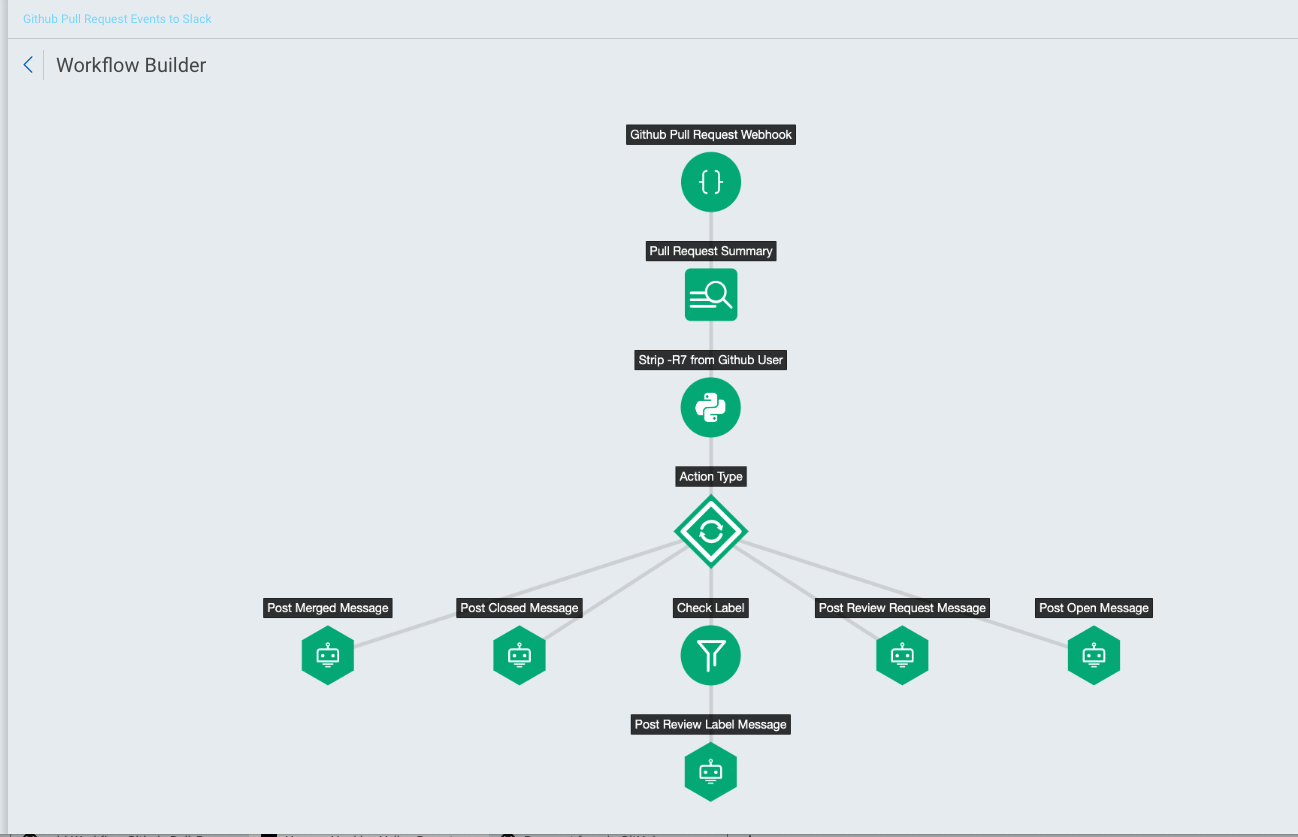 Github Pull Request Events to Slack
Workflow Builder
Github Pull Request Webhook
{ }
Pull Request Summary
Strip -R7 from Github User
Action Type
Post Merged Message
Post Closed Message
Check Label
Post Review Request Message
Post Open Message
Post Review Label Message